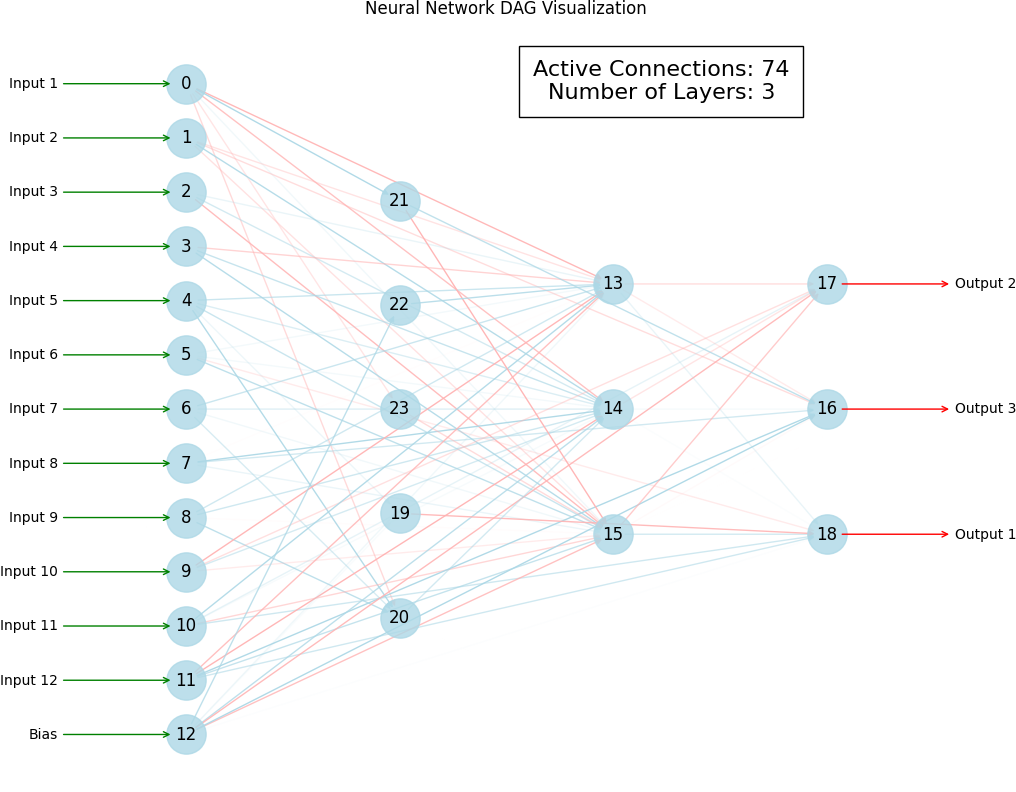 Neural Network DAG Visualization
Active Connections: 74
Number of Layers: 3
Input 1
0
Input 2
1
Input 3
2
21
Input 4
3
13
17
Output 2
Input 5
4
22
Input 6
5
Input 7
6
23
14
16
Output 3
Input 8
7
Input 9
8
19
15
18
Output 1
Input 10
9
Input 11
10
20
Input 12
11
Bias
12